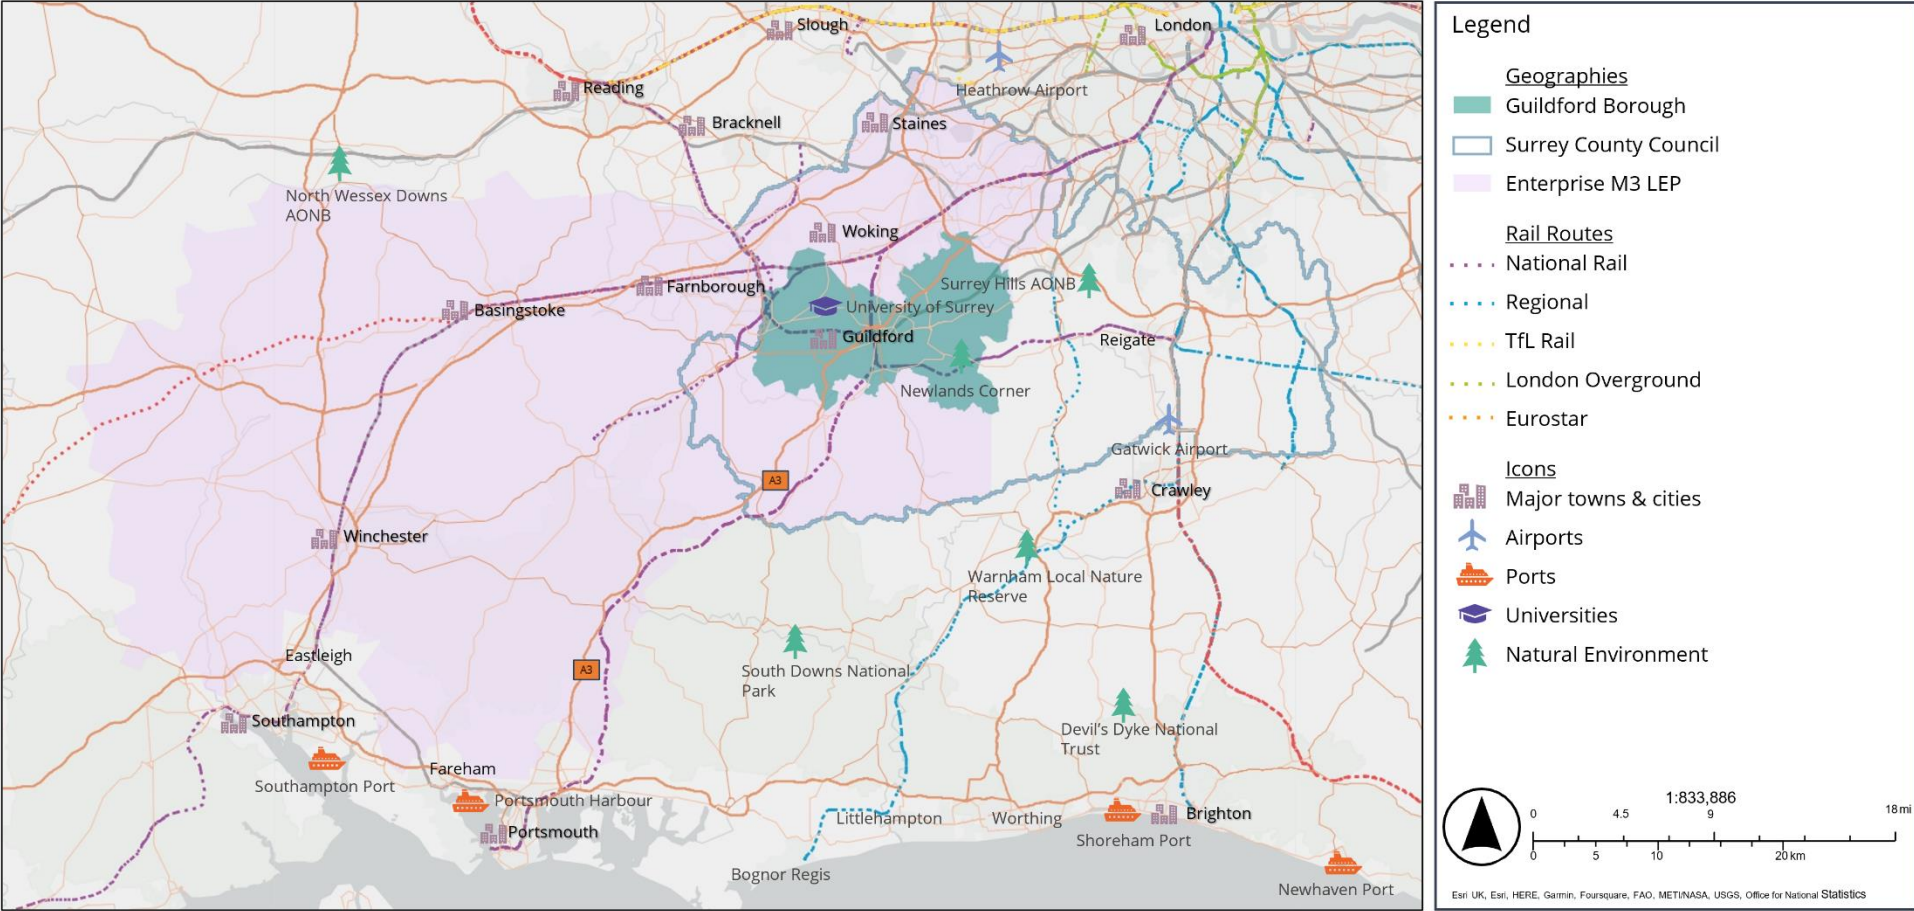 Slough
London
Reading
Heathrow Airport
Bracknell
Staines
North Wessex Downs
AONB
Woking
Farnborough
Surrey Hills AONB
University of Surrey
Basingstoke
Guildford
Reigate
Newlands Corner
Gatwick Airport
A3
Crawley
Winchester
Warnham Local Nature
Reserve
Eastleigh
A3
South Downs National
Park
Southampton
Devil's Dyke National
Trust
Fareham
Southampton Port
Portsmouth Harbour
Portsmouth
Littlehampton
Worthing
Brighton
Shoreham Port
Bognor Regis
Newhaven Port
Legend
Geographies
Guildford Borough
Surrey County Council
Enterprise M3 LEP
Rail Routes
National Rail
Regional
TfL Rail
London Overground
Eurostar
Icons
Major towns & cities
Airports
Ports
Universities
Natural Environment
1:833,886
0 4.5 9 18 mi
0 5 10 20 km
Esri UK, Esri, HERE, Garmin, Foursquare, FAO, METI/NASA, USGS, Office for National Statistics